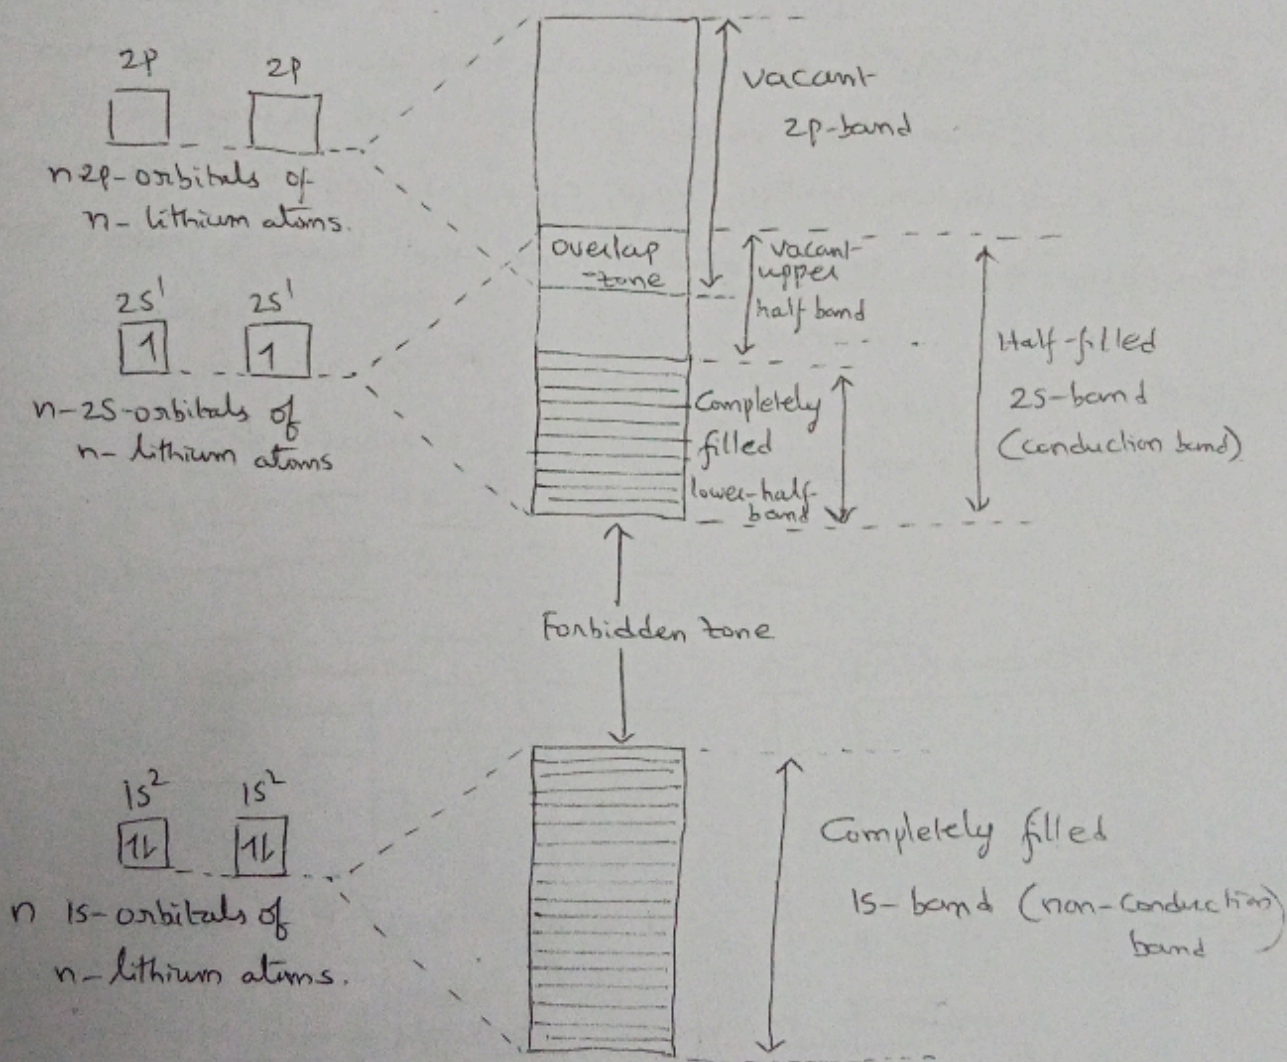 2p 2p
n 2p-orbitals of
n- lithium atoms.
vacant
2p-band
overlap
-zone
vacant-
upper
half band
2s¹ 2s¹
1 1
n-2s-orbitals of
n- lithium atoms
Completely
filled
lower-half-
band
Half-filled
2s-band
(conduction band)
Forbidden zone
1s² 1s²
1L 1L
n 1s-orbitals of
n- lithium atoms.
Completely filled
1s-band (non-conduction)
band